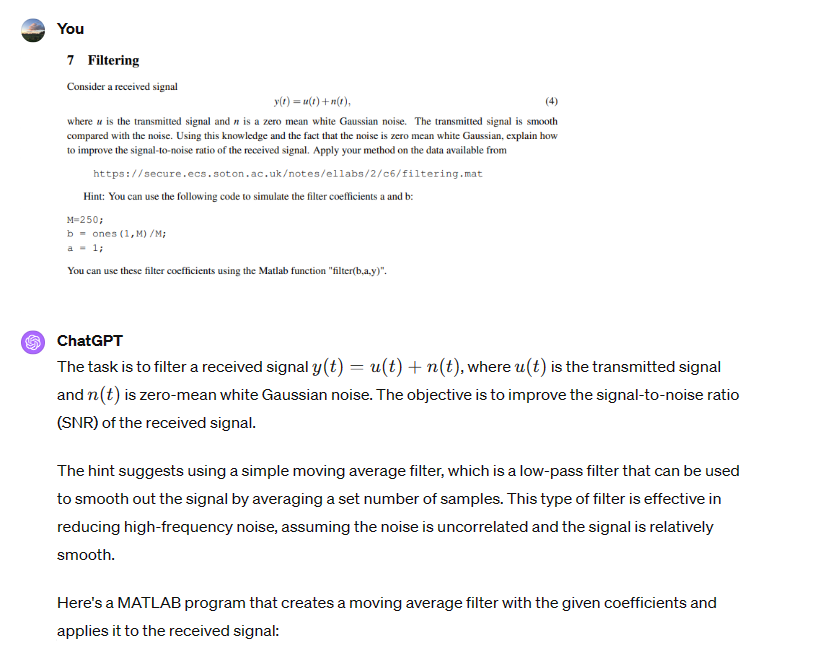 You
7 Filtering
Consider a received signal
y(t) = u(t) + n(t), (4)
where u is the transmitted signal and n is a zero mean white Gaussian noise. The transmitted signal is smooth
compared with the noise. Using this knowledge and the fact that the noise is zero mean white Gaussian, explain how
to improve the signal-to-noise ratio of the received signal. Apply your method on the data available from
https://secure.ecs.soton.ac.uk/notes/ellabs/2/c6/filtering.mat
Hint: You can use the following code to simulate the filter coefficients a and b:
M=250;
b = ones(1,M)/M;
a = 1;
You can use these filter coefficients using the Matlab function "filter(b,a,y)".
ChatGPT
The task is to filter a received signal y(t) = u(t) + n(t), where u(t) is the transmitted signal
and n(t) is zero-mean white Gaussian noise. The objective is to improve the signal-to-noise ratio
(SNR) of the received signal.
The hint suggests using a simple moving average filter, which is a low-pass filter that can be used
to smooth out the signal by averaging a set number of samples. This type of filter is effective in
reducing high-frequency noise, assuming the noise is uncorrelated and the signal is relatively
smooth.
Here's a MATLAB program that creates a moving average filter with the given coefficients and
applies it to the received signal: